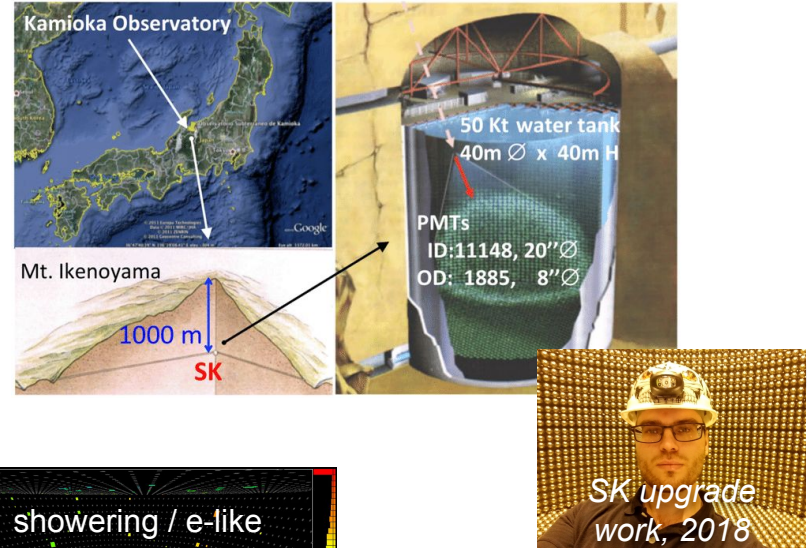 Kamioka Observatory
Google
50 Kt water tank
40m ∅ x 40m H
PMTs
ID:11148, 20’’∅
OD: 1885, 8’’∅
Mt. Ikenoyama
1000 m
SK
showering / e-like
SK upgrade
work, 2018